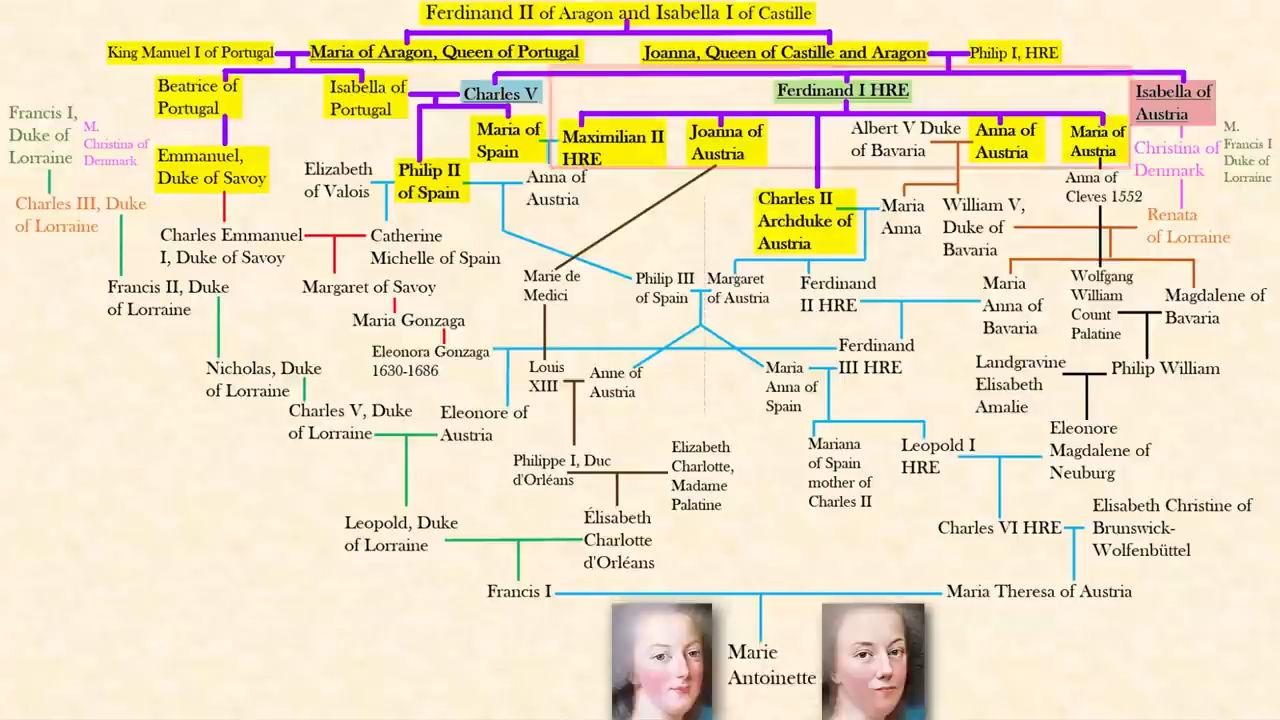 Ferdinand II of Aragon and Isabella I of Castille
King Manuel I of Portugal
Maria of Aragon, Queen of Portugal
Joanna, Queen of Castille and Aragon
Philip I, HRE
Beatrice of
Portugal
Isabella of
Portugal
Charles V
Ferdinand I HRE
Isabella of
Austria
Francis I,
Duke of
Lorraine
M.
Christina of
Denmark
Emmanuel,
Duke of Savoy
Maria of
Spain
Maximilian II
HRE
Joanna of
Austria
Albert V Duke
of Bavaria
Anna of
Austria
Maria of
Austria
Christina of
Denmark
M.
Francis I
Duke of
Lorraine
Charles III, Duke
of Lorraine
Elizabeth
of Valois
Philip II
of Spain
Anna of
Austria
Charles II
Archduke of
Austria
Maria
Anna
William V,
Duke of
Bavaria
Anna of
Cleves 1552
Renata
of Lorraine
Charles Emmanuel
I, Duke of Savoy
Catherine
Michelle of Spain
Francis II, Duke
of Lorraine
Margaret of Savoy
Marie de
Medici
Philip III
of Spain
Margaret
of Austria
Ferdinand
II HRE
Maria
Anna of
Bavaria
Wolfgang
William
Count
Palatine
Magdalene of
Bavaria
Maria Gonzaga
Eleonora Gonzaga
1630-1686
Ferdinand
III HRE
Nicholas, Duke
of Lorraine
Louis
XIII
Anne of
Austria
Maria
Anna of
Spain
Landgravine
Elisabeth
Amalie
Philip William
Charles V, Duke
of Lorraine
Eleonore of
Austria
Eleonore
Magdalene of
Neuburg
Philippe I, Duc
d'Orléans
Elizabeth
Charlotte,
Madame
Palatine
Mariana
of Spain
mother of
Charles II
Leopold I
HRE
Leopold, Duke
of Lorraine
Élisabeth
Charlotte
d'Orléans
Charles VI HRE
Elisabeth Christine of
Brunswick-
Wolfenbüttel
Francis I
Maria Theresa of Austria
Marie
Antoinette